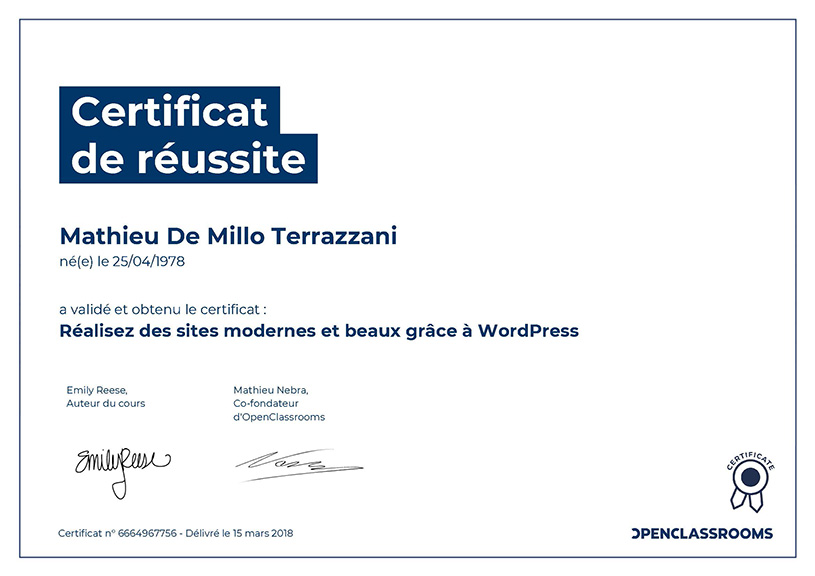 Certificat
de réussite
Mathieu De Millo Terrazzani
né(e) le 25/04/1978
a validé et obtenu le certificat :
Réalisez des sites modernes et beaux grâce à WordPress
Emily Reese,
Auteur du cours
Mathieu Nebra,
Co-fondateur
d'OpenClassrooms
EmilyReese
CERTIFICATE
Certificat n° 6664967756 - Délivré le 15 mars 2018
OPENCLASSROOMS